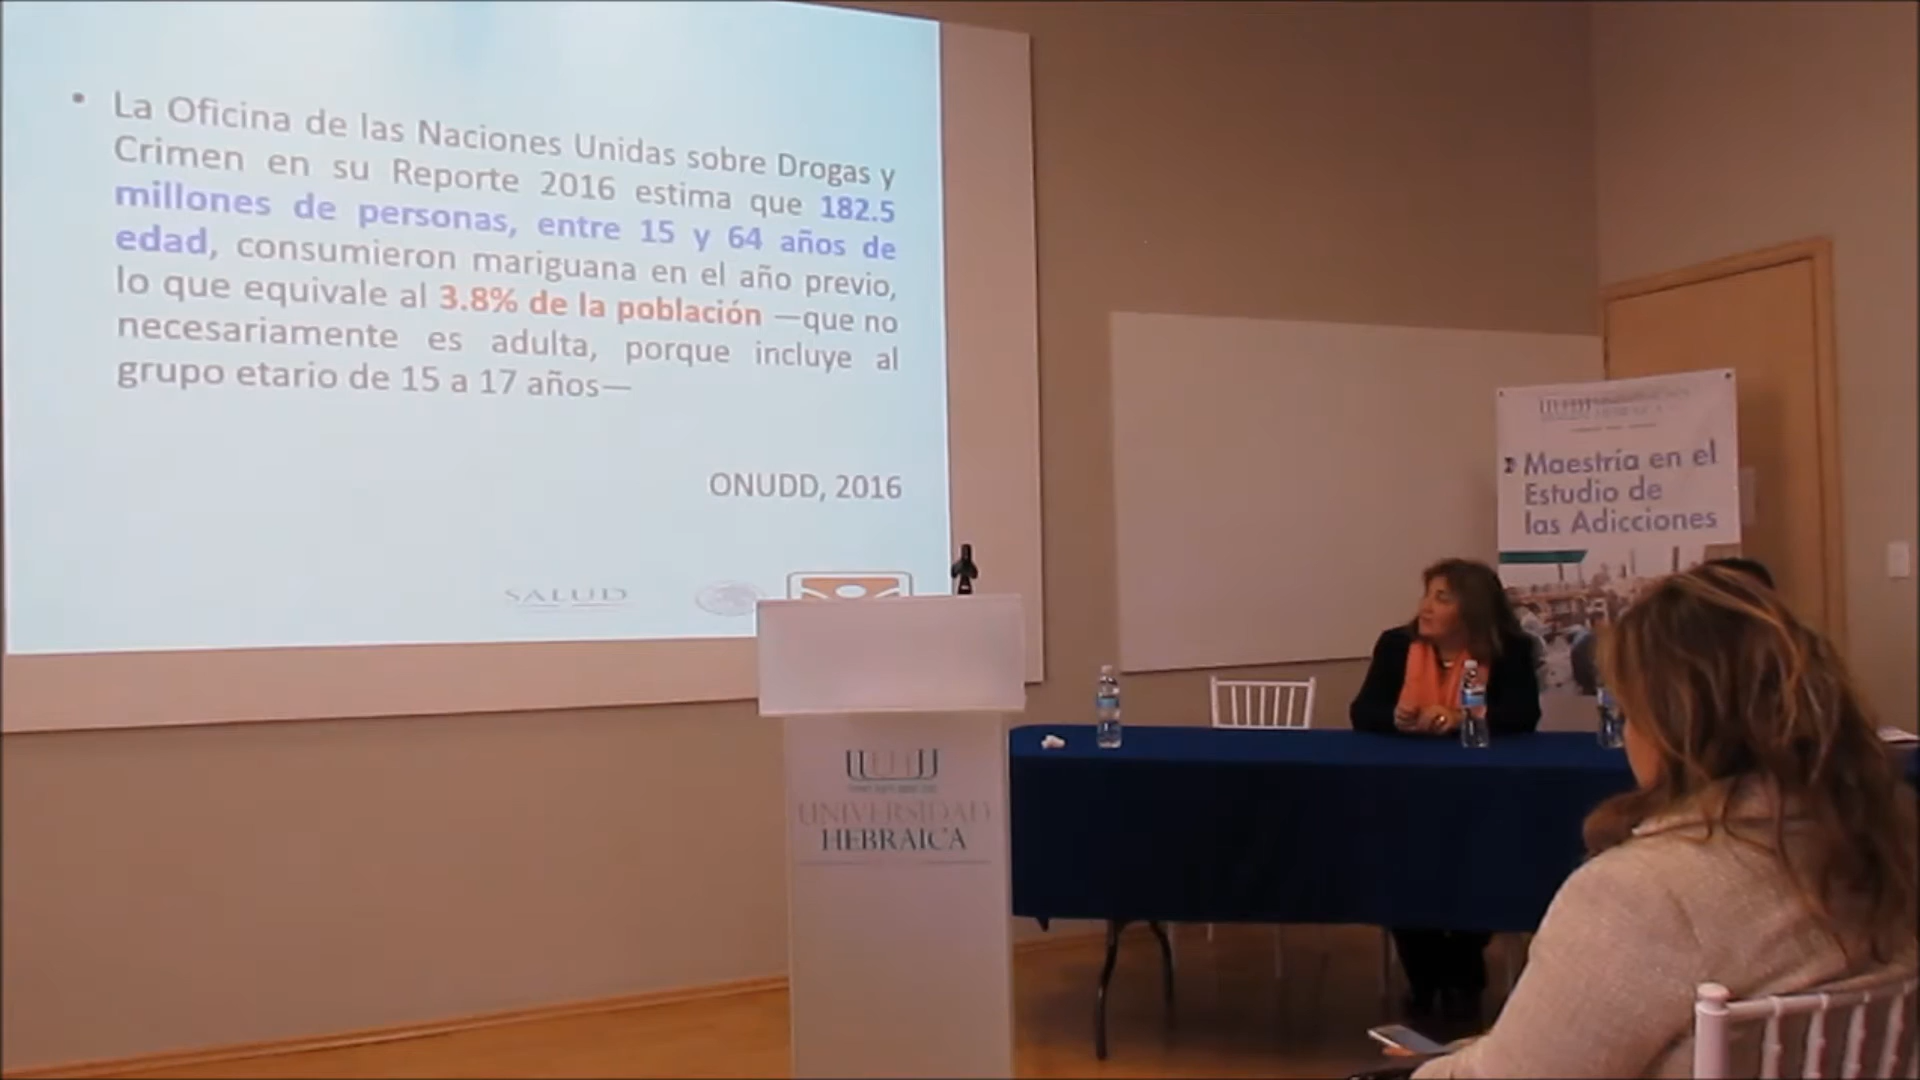 • La Oficina de las Naciones Unidas sobre Drogas y
Crimen en su Reporte 2016 estima que 182.5
millones de personas, entre 15 y 64 años de
edad, consumieron mariguana en el año previo,
lo que equivale al 3.8% de la población —que no
necesariamente es adulta, porque incluye al
grupo etario de 15 a 17 años—
ONUDD, 2016
SALUD
Maestría en el
Estudio de
las Adicciones
UNIVERSIDAD
HEBRAICA